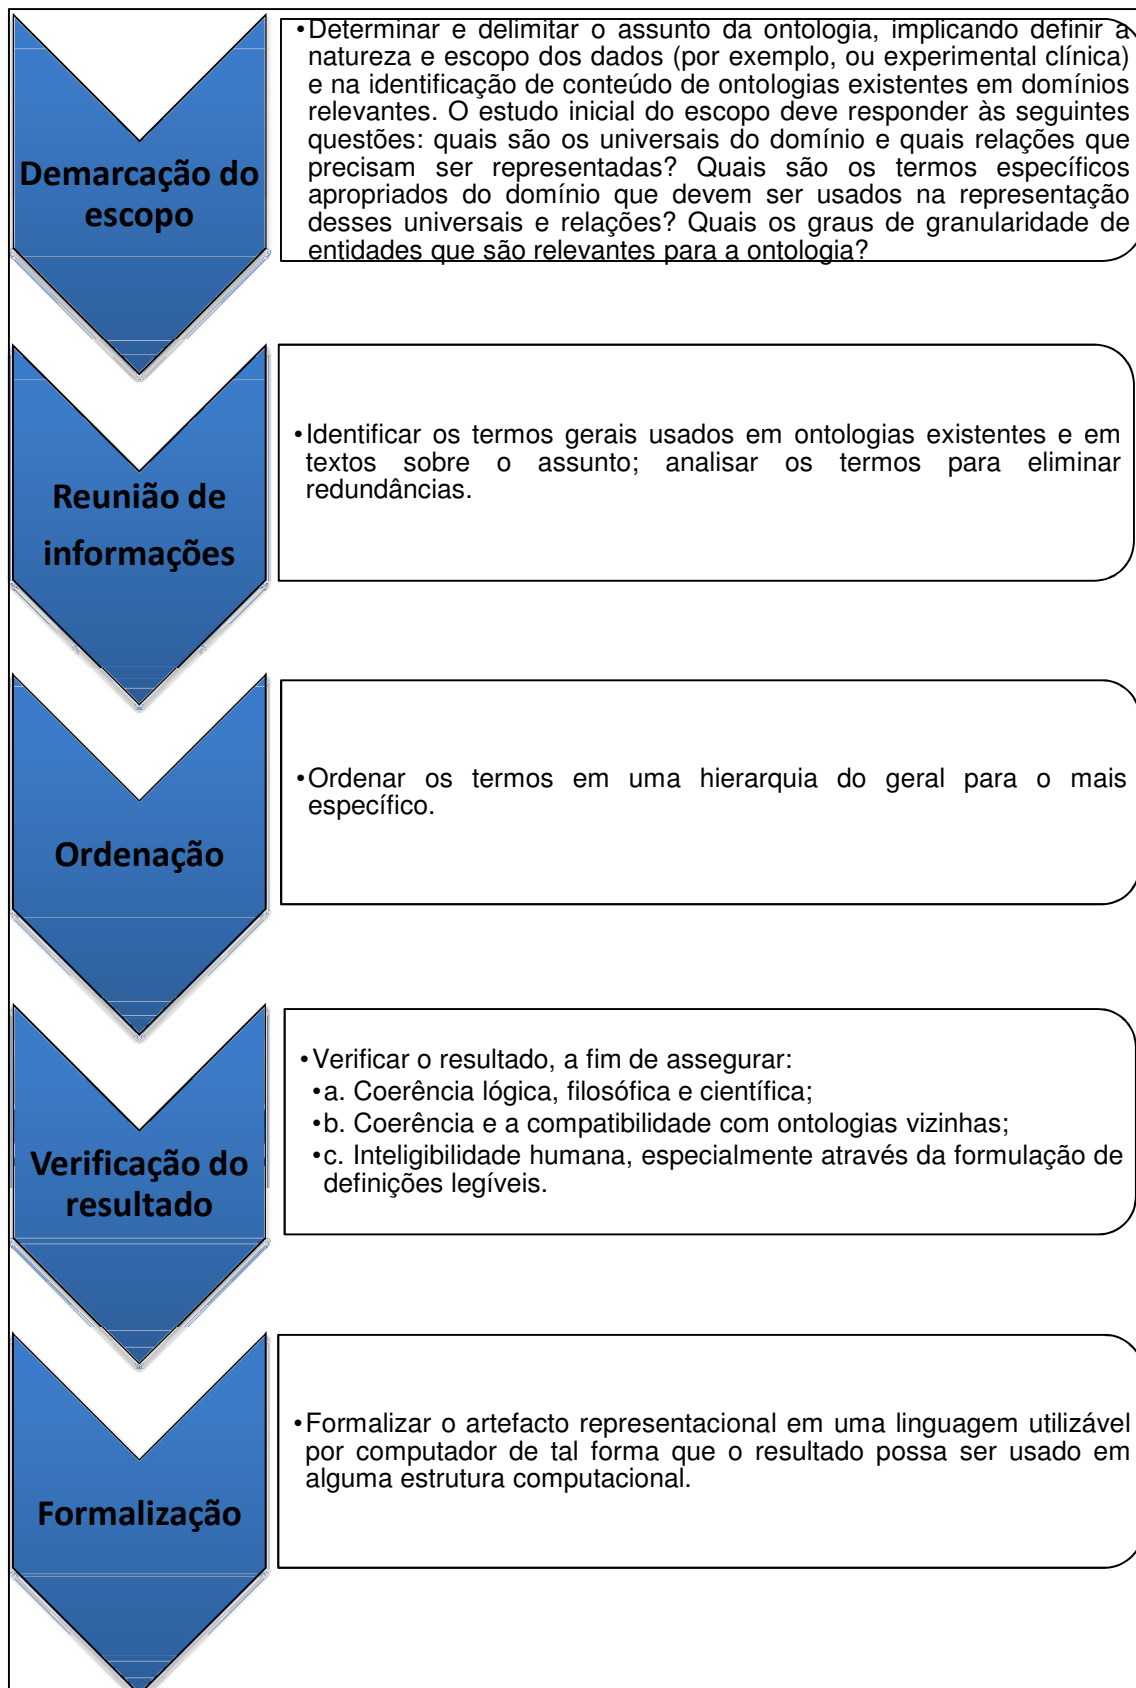 Demarcação do
escopo
•Determinar e delimitar o assunto da ontologia, implicando definir a
natureza e escopo dos dados (por exemplo, ou experimental clínica)
e na identificação de conteúdo de ontologias existentes em domínios
relevantes. O estudo inicial do escopo deve responder às seguintes
questões: quais são os universais do domínio e quais relações que
precisam ser representadas? Quais são os termos específicos
apropriados do domínio que devem ser usados na representação
desses universais e relações? Quais os graus de granularidade de
entidades que são relevantes para a ontologia?
Reunião de
informações
•Identificar os termos gerais usados em ontologias existentes e em
textos sobre o assunto; analisar os termos para eliminar
redundâncias.
Ordenação
•Ordenar os termos em uma hierarquia do geral para o mais
específico.
Verificação do
resultado
•Verificar o resultado, a fim de assegurar:
•a. Coerência lógica, filosófica e científica;
•b. Coerência e a compatibilidade com ontologias vizinhas;
•c. Inteligibilidade humana, especialmente através da formulação de
definições legíveis.
Formalização
•Formalizar o artefacto representacional em uma linguagem utilizável
por computador de tal forma que o resultado possa ser usado em
alguma estrutura computacional.